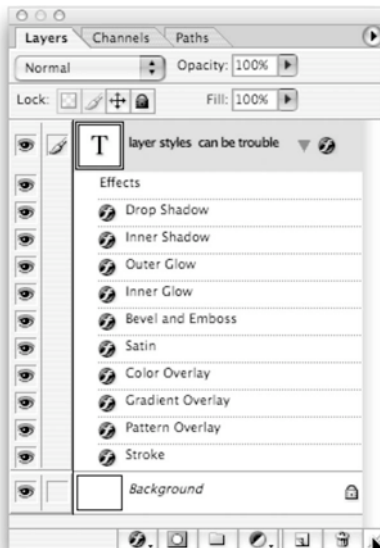 Layers Channels Paths
Normal Opacity: 100%
Lock: Fill: 100%
T layer styles can be trouble
Effects
Drop Shadow
Inner Shadow
Outer Glow
Inner Glow
Bevel and Emboss
Satin
Color Overlay
Gradient Overlay
Pattern Overlay
Stroke
Background